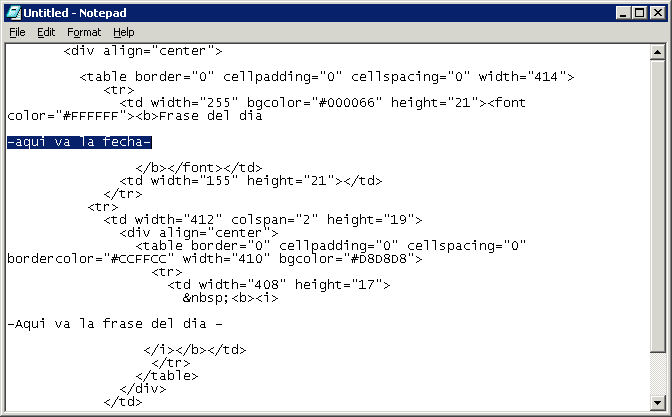 Untitled - Notepad
File Edit Format Help
<div align="center">
<table border="0" cellpadding="0" cellspacing="0" width="414">
<tr>
<td width="255" bgcolor="#000066" height="21"><font
color="#FFFFFF"><b>Frase del dia
-aqui va la fecha-
</b></font></td>
<td width="155" height="21"></td>
</tr>
<tr>
<td width="412" colspan="2" height="19">
<div align="center">
<table border="0" cellpadding="0" cellspacing="0"
bordercolor="#CCFFCC" width="410" bgcolor="#D8D8D8">
<tr>
<td width="408" height="17">
&nbsp;<b><i>
-Aqui va la frase del dia -
</i></b></td>
</tr>
</table>
</div>
</td>